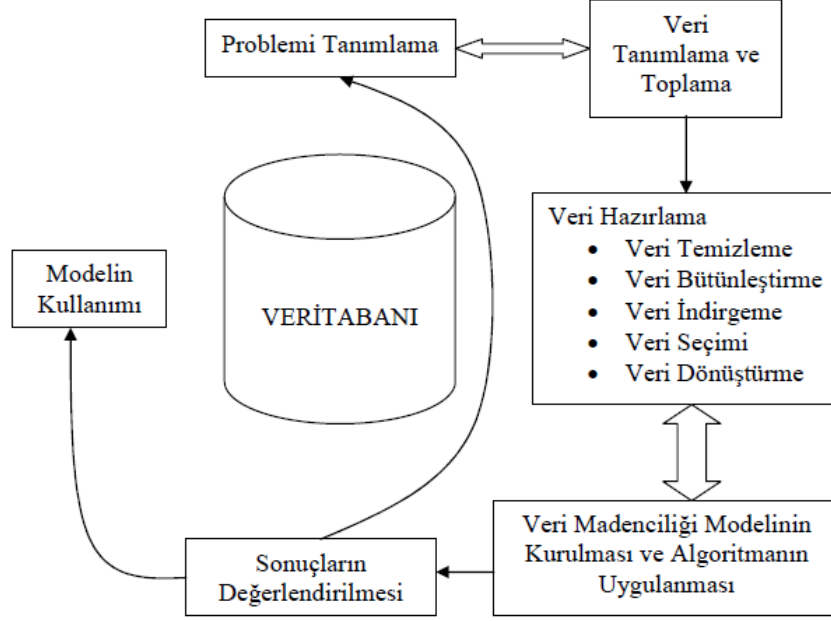 Problemi Tanımlama
Veri
Tanımlama ve
Toplama
Veri Hazırlama
• Veri Temizleme
• Veri Bütünleştirme
• Veri İndirgeme
• Veri Seçimi
• Veri Dönüştürme
Modelin
Kullanımı
VERİTABANI
Veri Madenciliği Modelinin
Kurulması ve Algoritmanın
Uygulanması
Sonuçların
Değerlendirilmesi